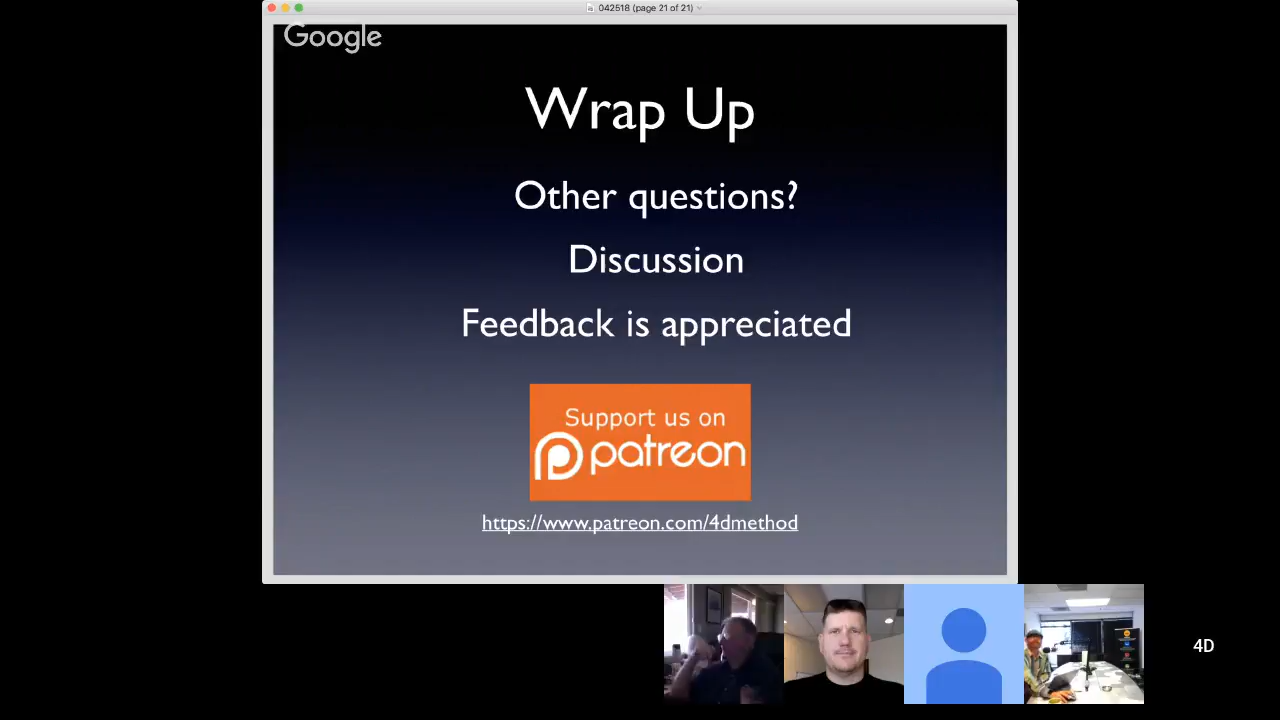 042518 (page 21 of 21)
Google
Wrap Up
Other questions?
Discussion
Feedback is appreciated
Support us on
patreon
https://www.patreon.com/4dmethod
4D